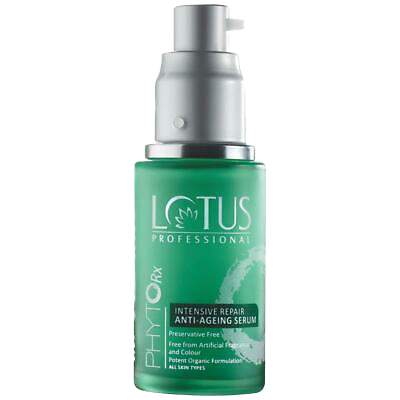 LOTUS
PROFESSIONAL
PHYTORx
INTENSIVE REPAIR
ANTI-AGEING SERUM
Preservative Free
Free from Artificial Fragrance
and Colour
Potent Organic Formulation
ALL SKIN TYPES